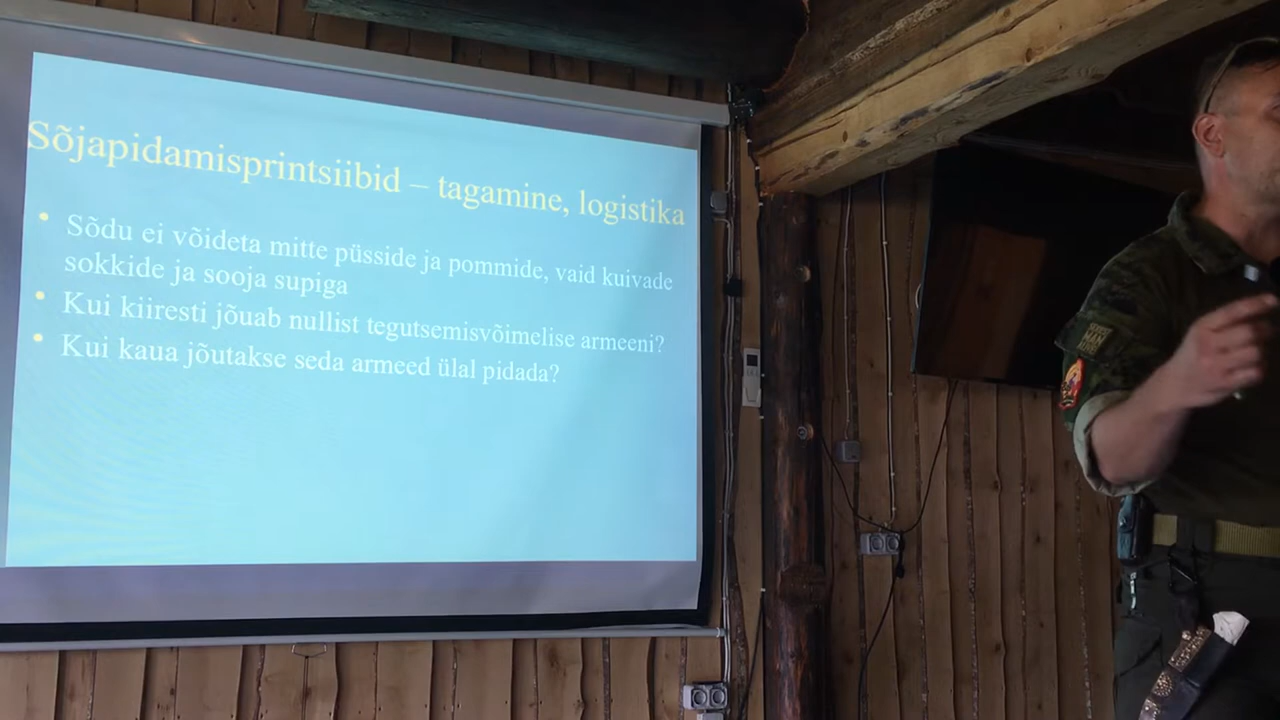 Sõjapidamisprintsiibid – tagamine, logistika
• Sõdu ei võideta mitte püsside ja pommide, vaid kuivade
sokkide ja sooja supiga
• Kui kiiresti jõuab nullist tegutsemisvõimelise armeeni?
• Kui kaua jõutakse seda armeed ülal pidada?